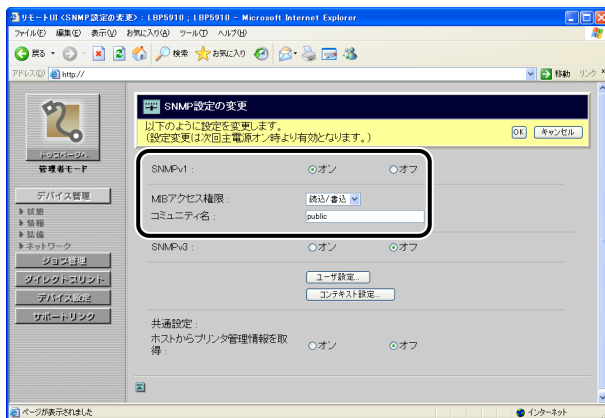 リモートUI <SNMP設定の変更> : LBP5910 : LBP5910 - Microsoft Internet Explorer
ファイル(F) 編集(E) 表示(V) お気に入り(A) ツール(T) ヘルプ(H)
戻る 検索 お気に入り
アドレス(D) http:// 移動 リンク
SNMP設定の変更
以下のように設定を変更します。
(設定変更は次回主電源オン時より有効となります。)
OK キャンセル
トップページへ
管理者モード
デバイス管理
状態
情報
装備
ネットワーク
ジョブ管理
ダイレクトプリント
デバイス設定
サポートリンク
SNMPv1 : オン オフ
MIBアクセス権限 : 読込/書込
コミュニティ名 : public
SNMPv3 : オン オフ
ユーザ設定...
コンテキスト設定...
共通設定 :
ホストからプリンタ管理情報を取
得 : オン オフ
ページが表示されました インターネット